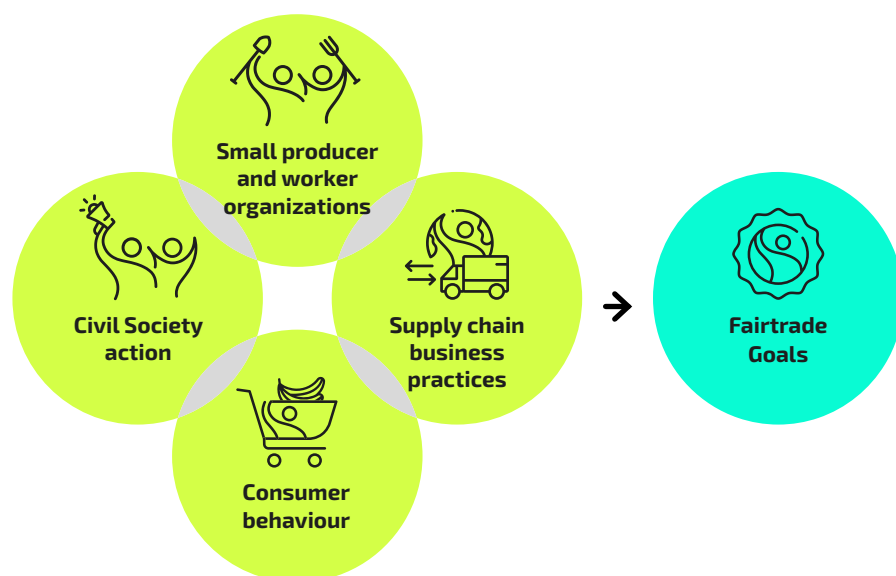 Small producer
and worker
organizations
Civil Society
action
Supply chain
business
practices
Fairtrade
Goals
Consumer
behaviour